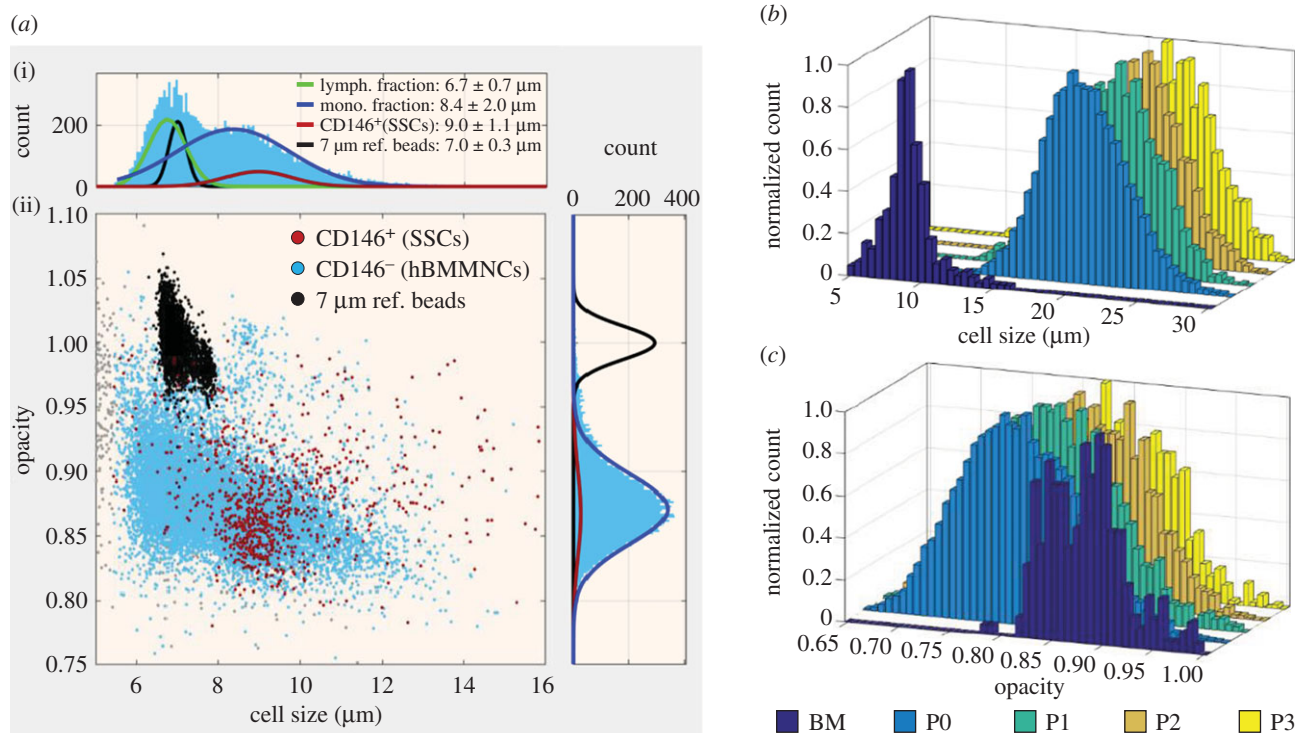 (a)
(i)
lymph. fraction: 6.7 ± 0.7 µm
mono. fraction: 8.4 ± 2.0 µm
CD146+(SSCs): 9.0 ± 1.1 µm
7 µm ref. beads: 7.0 ± 0.3 µm
count
200
0
count
0 200 400
(ii)
CD146+ (SSCs)
CD146− (hBMMNCs)
7 µm ref. beads
opacity
1.10
1.05
1.00
0.95
0.90
0.85
0.80
0.75
6 8 10 12 14 16
cell size (µm)
(b)
normalized count
1.0
0.8
0.6
0.4
0.2
0
5 10 15 20 25 30
cell size (µm)
(c)
normalized count
1.0
0.8
0.6
0.4
0.2
0
0.65 0.70 0.75 0.80 0.85 0.90 0.95 1.00
opacity
BM P0 P1 P2 P3